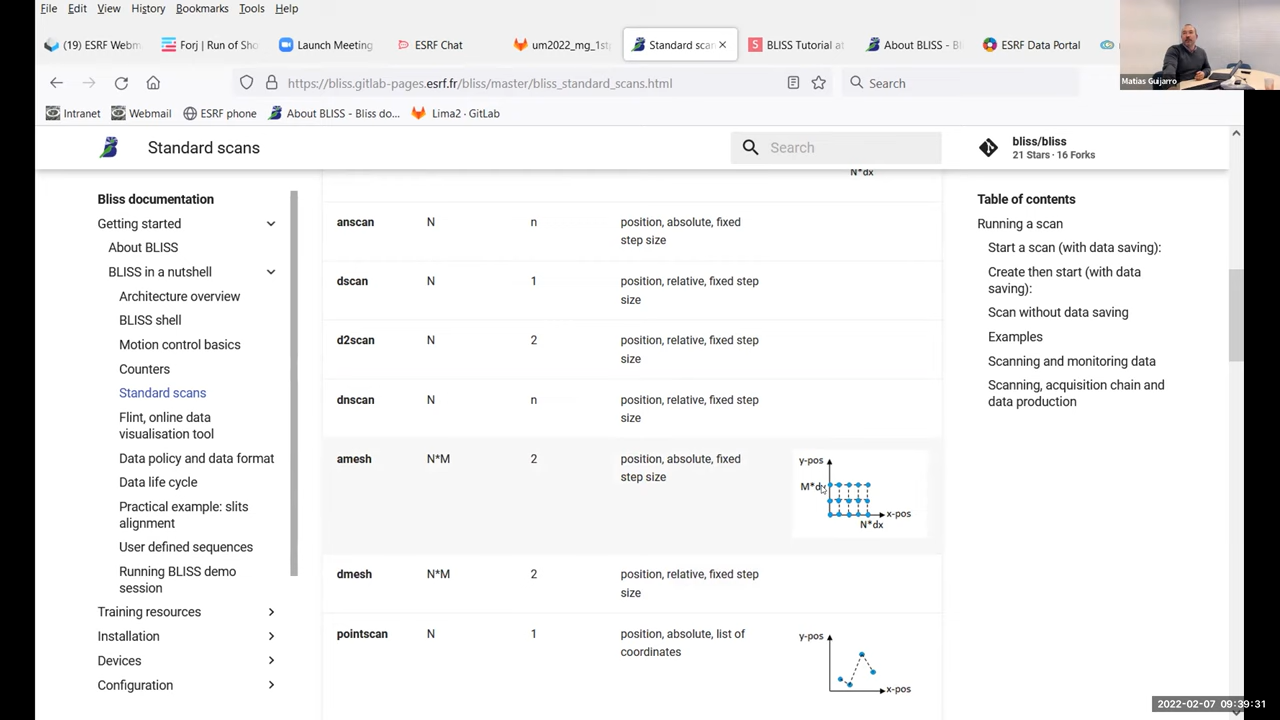 File Edit View History Bookmarks Tools Help
(19) ESRF Webm
Forj | Run of Sho
Launch Meeting
ESRF Chat
um2022_mg_1st
Standard scan
BLISS Tutorial at
About BLISS - Bl
ESRF Data Portal
https://bliss.gitlab-pages.esrf.fr/bliss/master/bliss_standard_scans.html
Search
Matias Guijarro
Intranet Webmail ESRF phone About BLISS - Bliss do... Lima2 · GitLab
Standard scans
Search
bliss/bliss
21 Stars · 16 Forks
Bliss documentation
Getting started
About BLISS
BLISS in a nutshell
Architecture overview
BLISS shell
Motion control basics
Counters
Standard scans
Flint, online data
visualisation tool
Data policy and data format
Data life cycle
Practical example: slits
alignment
User defined sequences
Running BLISS demo
session
Training resources
Installation
Devices
Configuration
N*dx
anscan N n position, absolute, fixed
step size
dscan N 1 position, relative, fixed step
size
d2scan N 2 position, relative, fixed step
size
dnscan N n position, relative, fixed step
size
amesh N*M 2 position, absolute, fixed
step size
y-pos
x-pos
N*dx
dmesh N*M 2 position, relative, fixed step
size
pointscan N 1 position, absolute, list of
coordinates
y-pos
x-pos
Table of contents
Running a scan
Start a scan (with data saving):
Create then start (with data
saving):
Scan without data saving
Examples
Scanning and monitoring data
Scanning, acquisition chain and
data production
2022-02-07 09:39:31